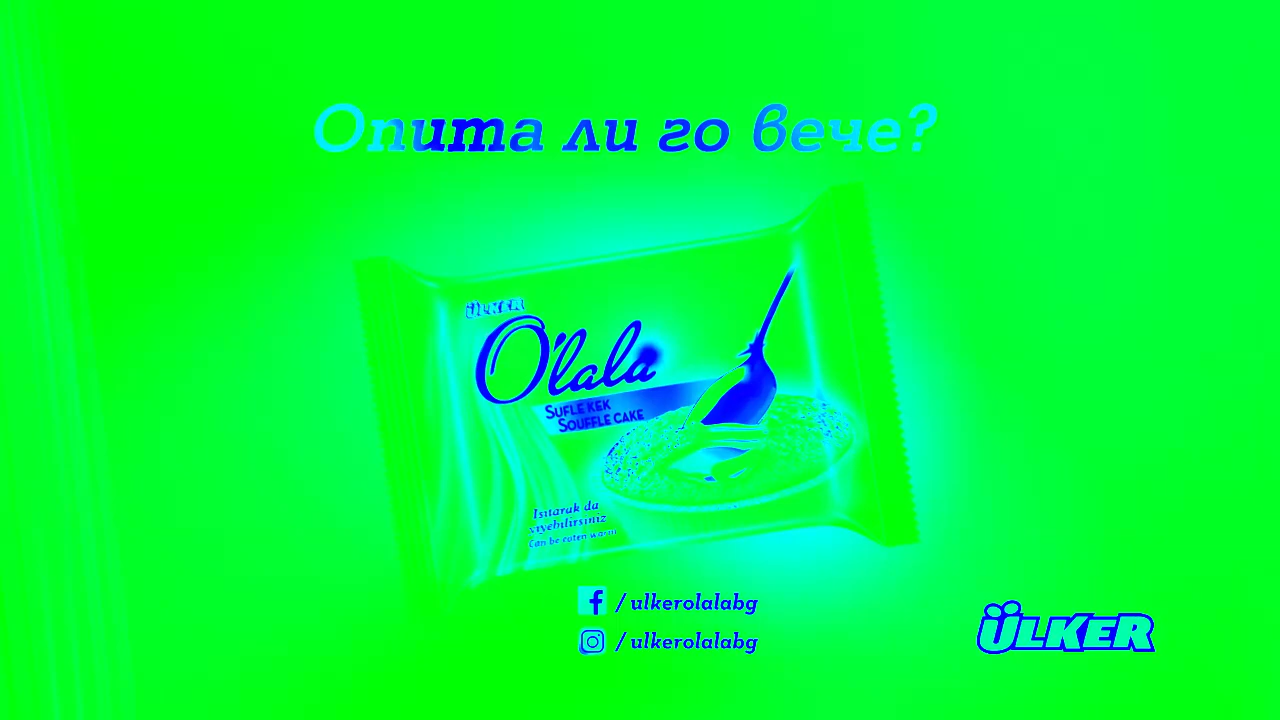 Опита ли го вече?
ÜLKER
O'lala
SUFLE KEK
SOUFFLE CAKE
Isıtarak da
yiyebilirsiniz
Can be eaten warm
/ulkerolalabg
/ulkerolalabg
ÜLKER